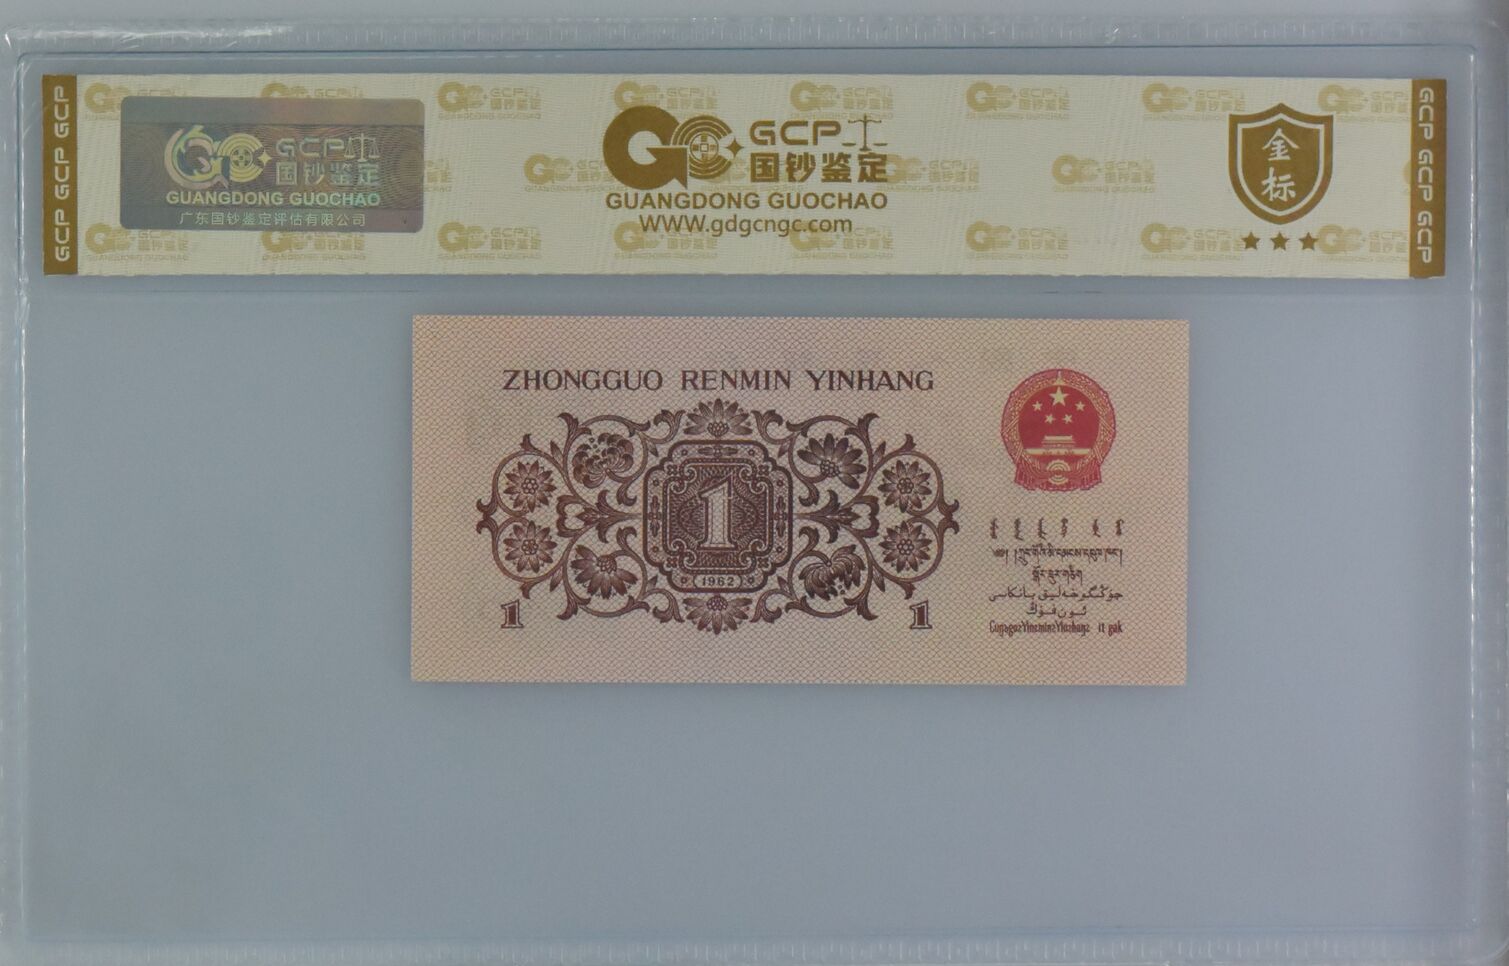 GCP GCP GCP
GCP 国钞鉴定
GUANGDONG GUOCHAO
广东国钞鉴定评估有限公司
GCP
国钞鉴定
GUANGDONG GUOCHAO
WWW.gdgcngc.com
金标
GCP GCP GCP
ZHONGGUO RENMIN YINHANG
1
1962
1
1
جۇڭگوخەلىق بانكاسى